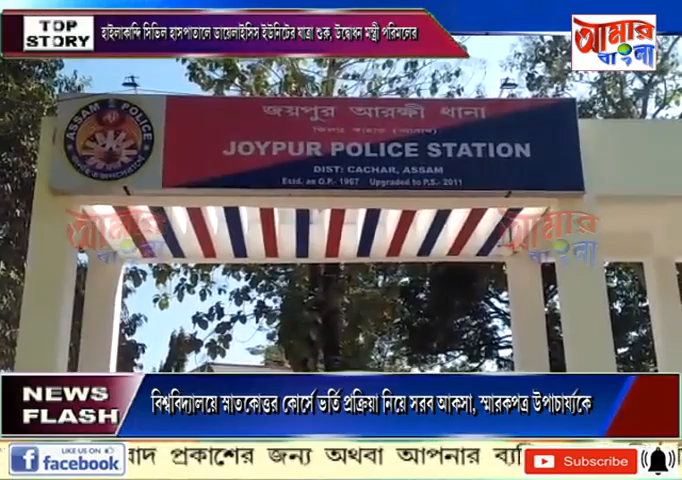 TOP
STORY
হাইলাকান্দি সিভিল হাসপাতালে ডায়েলাইসিস ইউনিটের যাত্রা শুরু, উদ্বোধন মন্ত্রী পরিমলের
আমার
বাংলা
ASSAM POLICE
জয়পুর আরক্ষী থানা
JOYPUR POLICE STATION
DIST: CACHAR, ASSAM
Estd. as O.P.- 1967 Upgraded to P.S.- 2011
আমার
বাংলা
আমার
বাংলা
NEWS
FLASH
বিশ্ববিদ্যালয়ে স্নাতকোত্তর কোর্সে ভর্তি প্রক্রিয়া নিয়ে সরব আকসা, স্মারকপত্র উপাচার্য্যকে
LIKE US ON
facebook
বাদ প্রকাশের জন্য অথবা আপনার ব্যি
Subscribe